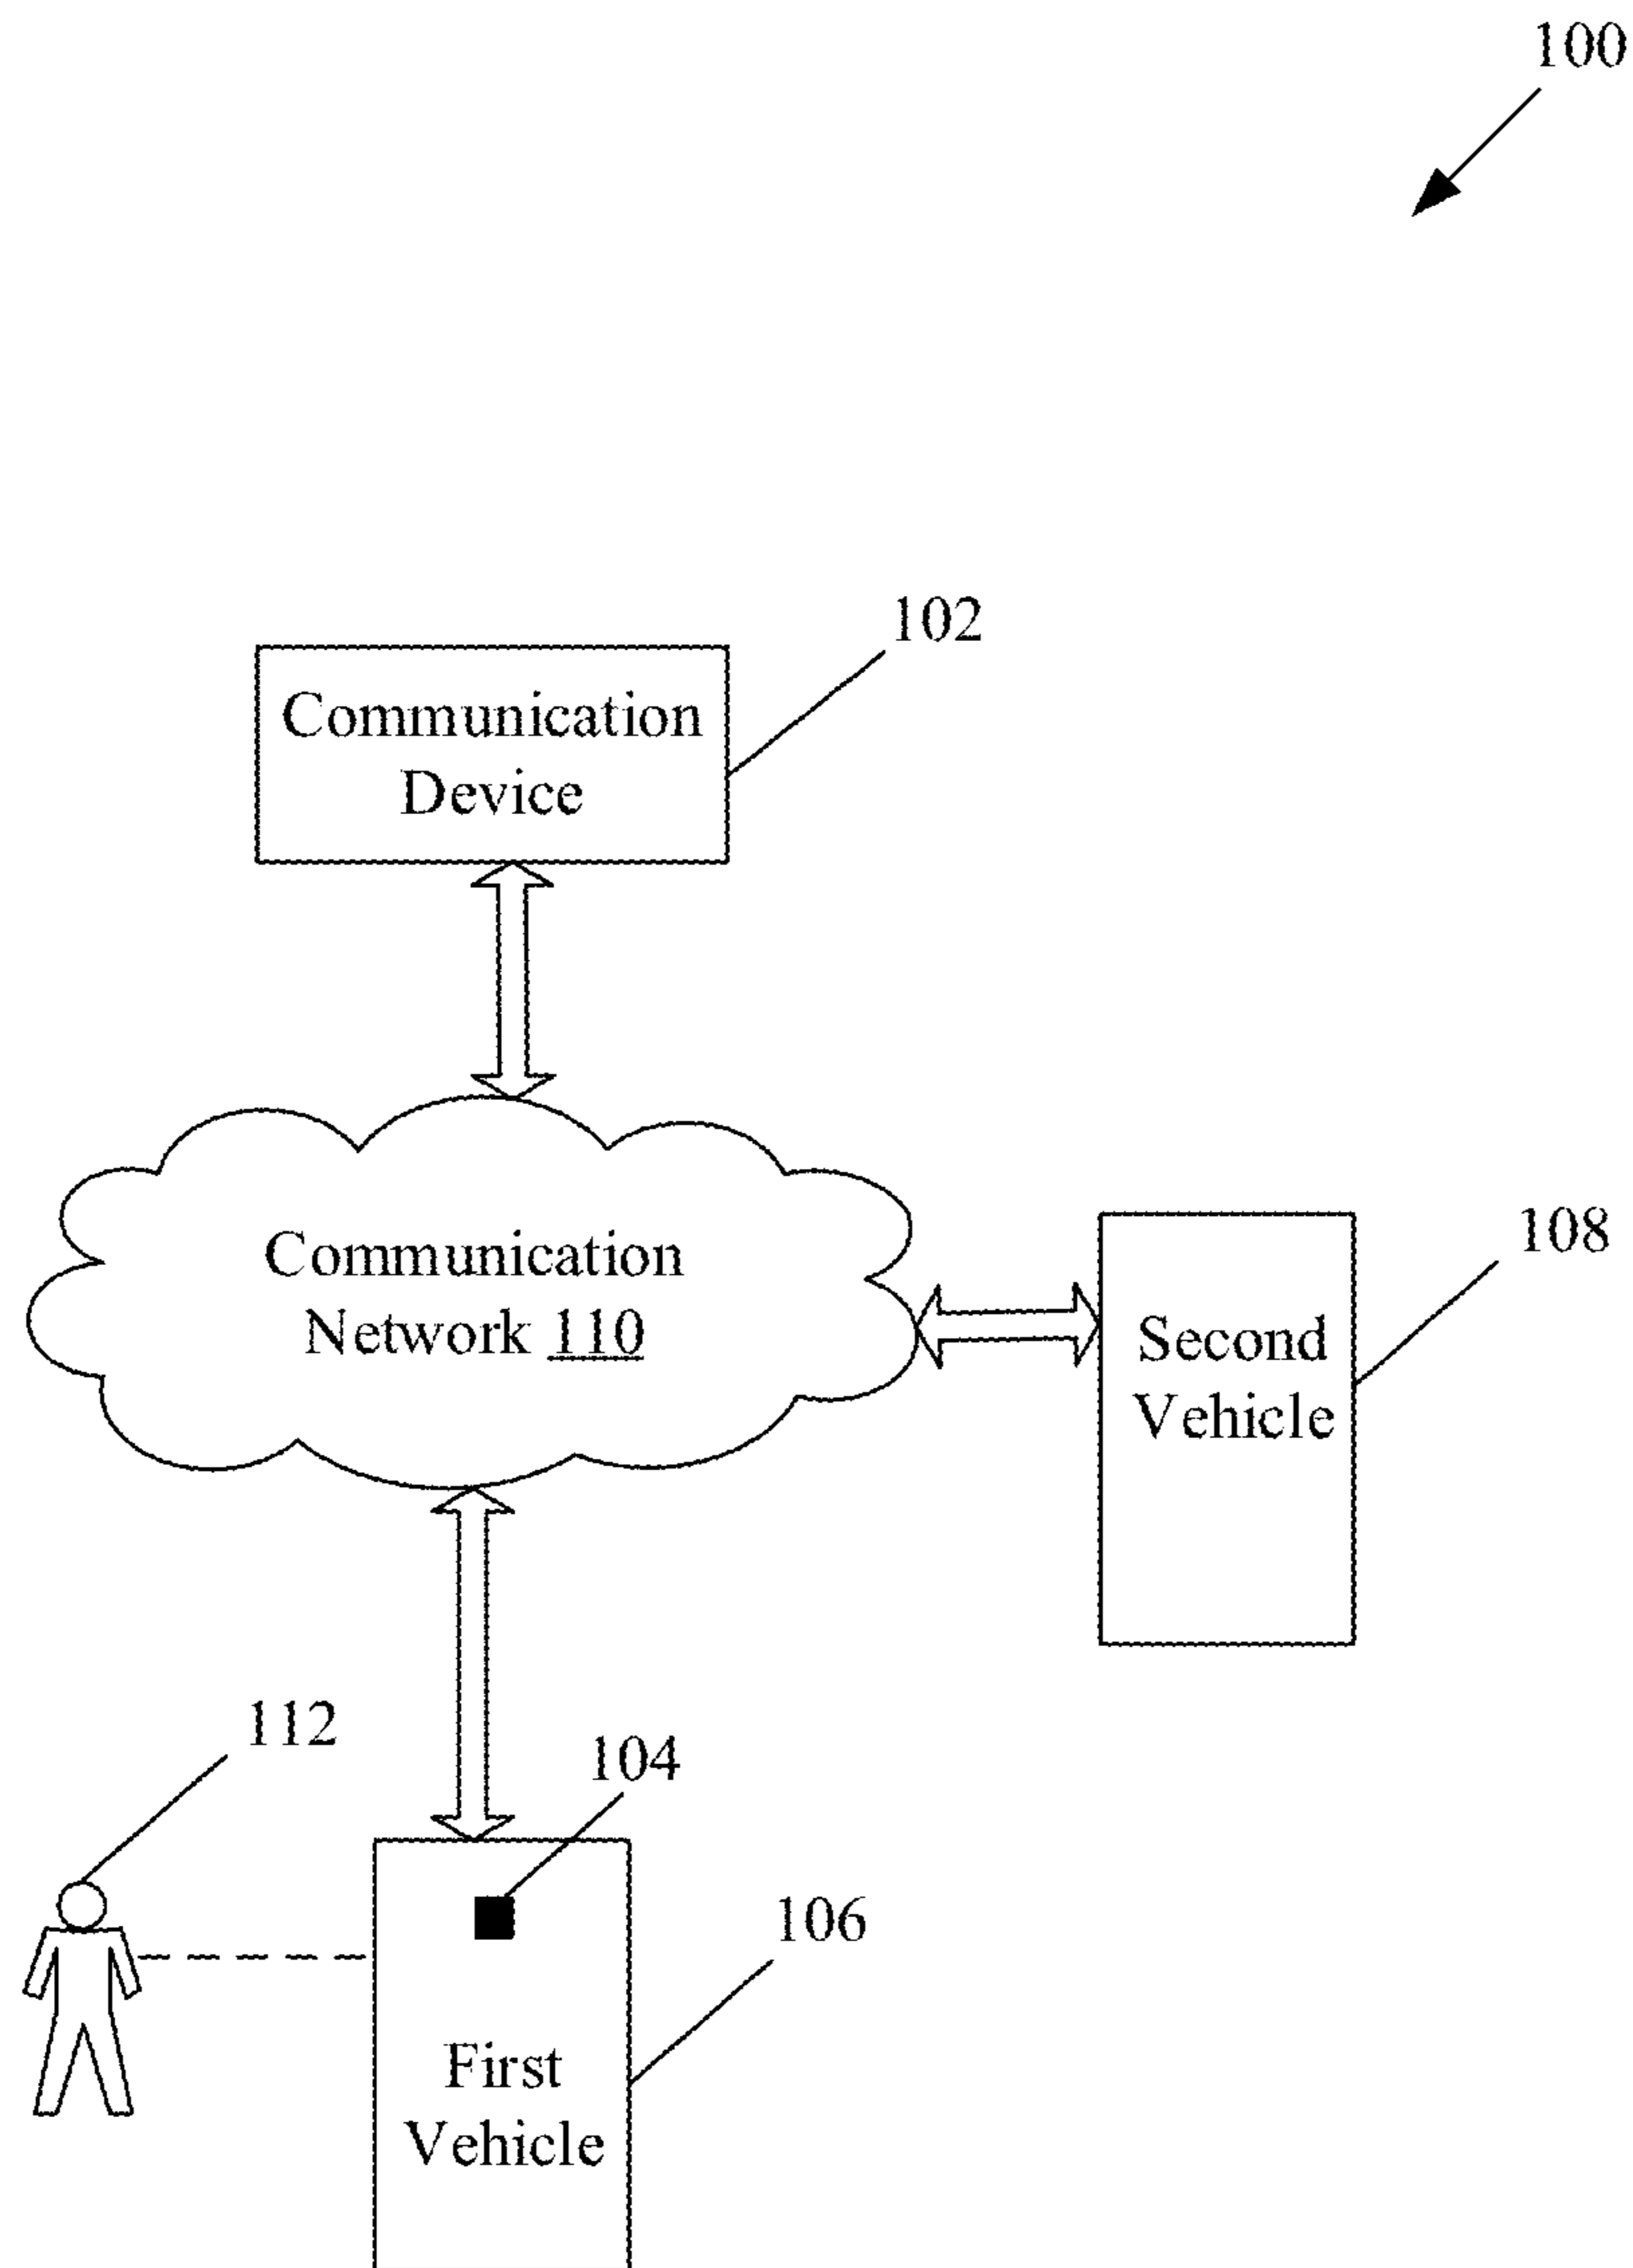 100
102
Communication
Device
Communication
Network 110
108
Second
Vehicle
112
104
106
First
Vehicle